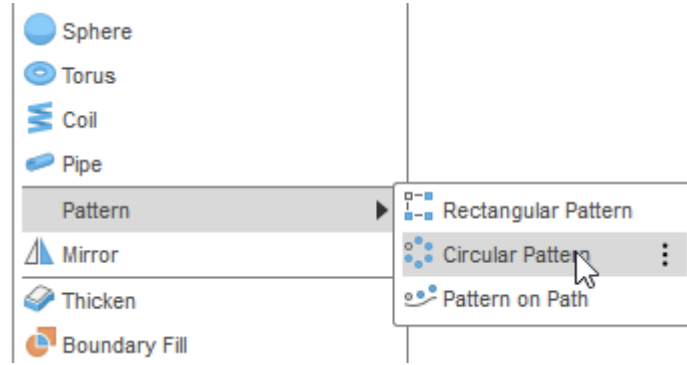 Sphere
Torus
Coil
Pipe
Pattern
Mirror
Thicken
Boundary Fill
Rectangular Pattern
Circular Pattern
Pattern on Path